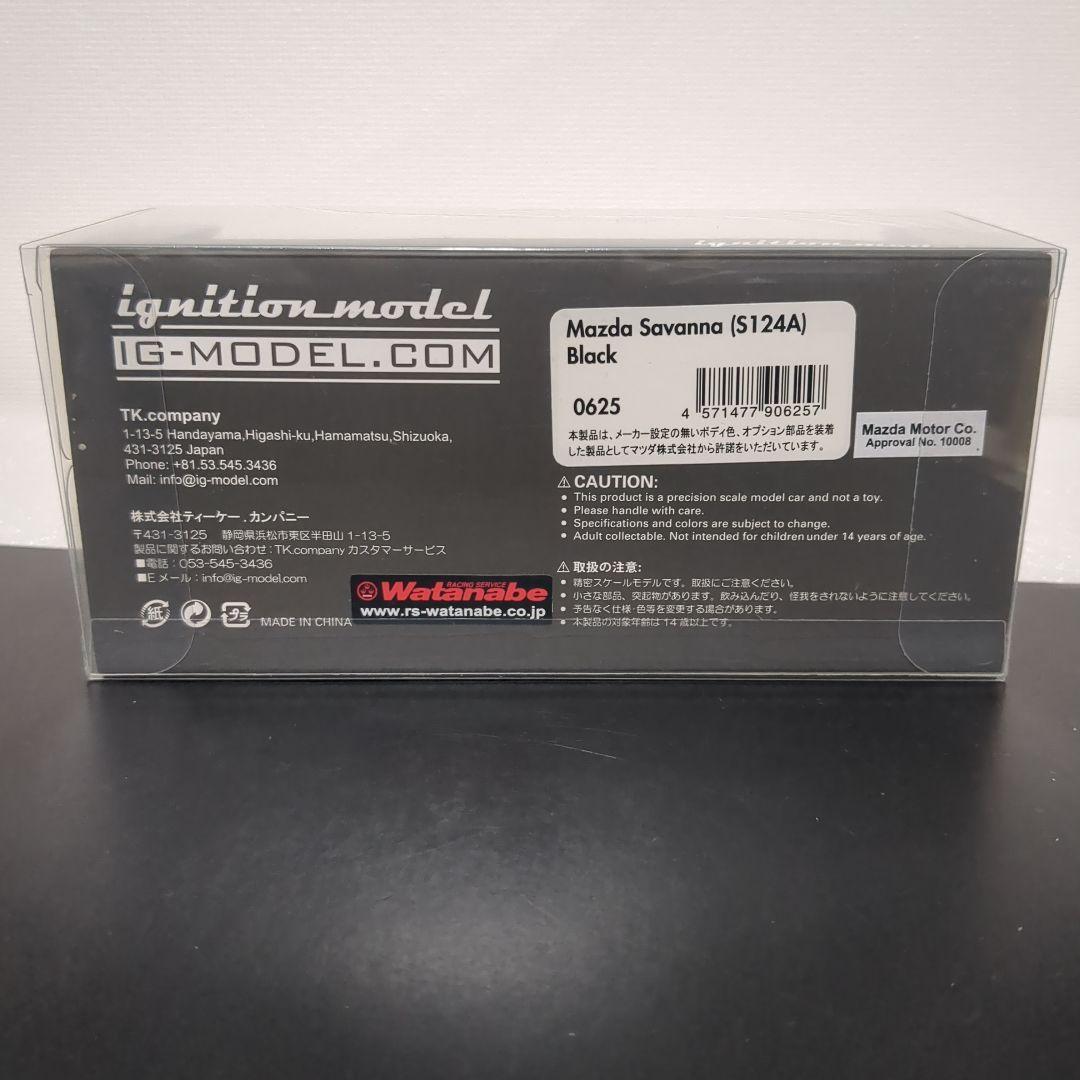 ignition model
IG-MODEL.COM
TK.company
1-13-5 Handayama,Higashi-ku,Hamamatsu,Shizuoka,
431-3125 Japan
Phone: +81.53.545.3436
Mail: info@ig-model.com
株式会社ティーケー.カンパニー
〒431-3125 静岡県浜松市東区半田山 1-13-5
製品に関するお問い合わせ:TK.company カスタマーサービス
■電話:053-545-3436
■E メール:info@ig-model.com
紙
プラ
MADE IN CHINA
RACING SERVICE
Watanabe
www.rs-watanabe.co.jp
Mazda Savanna (S124A)
Black
0625
4 571477 906257
本製品は、メーカー設定の無いボディ色、オプション部品を装着
した製品としてマツダ株式会社から許諾をいただいています。
Mazda Motor Co.
Approval No. 10008
⚠ CAUTION:
• This product is a precision scale model car and not a toy.
• Please handle with care.
• Specifications and colors are subject to change.
• Adult collectable. Not intended for children under 14 years of age.
⚠ 取扱の注意:
• 精密スケールモデルです。取扱にご注意ください。
• 小さな部品、突起物があります。飲み込んだり、怪我をされないように注意してください。
• 予告なく仕様・色等を変更する場合があります。
• 本製品の対象年齢は 14 歳以上です。